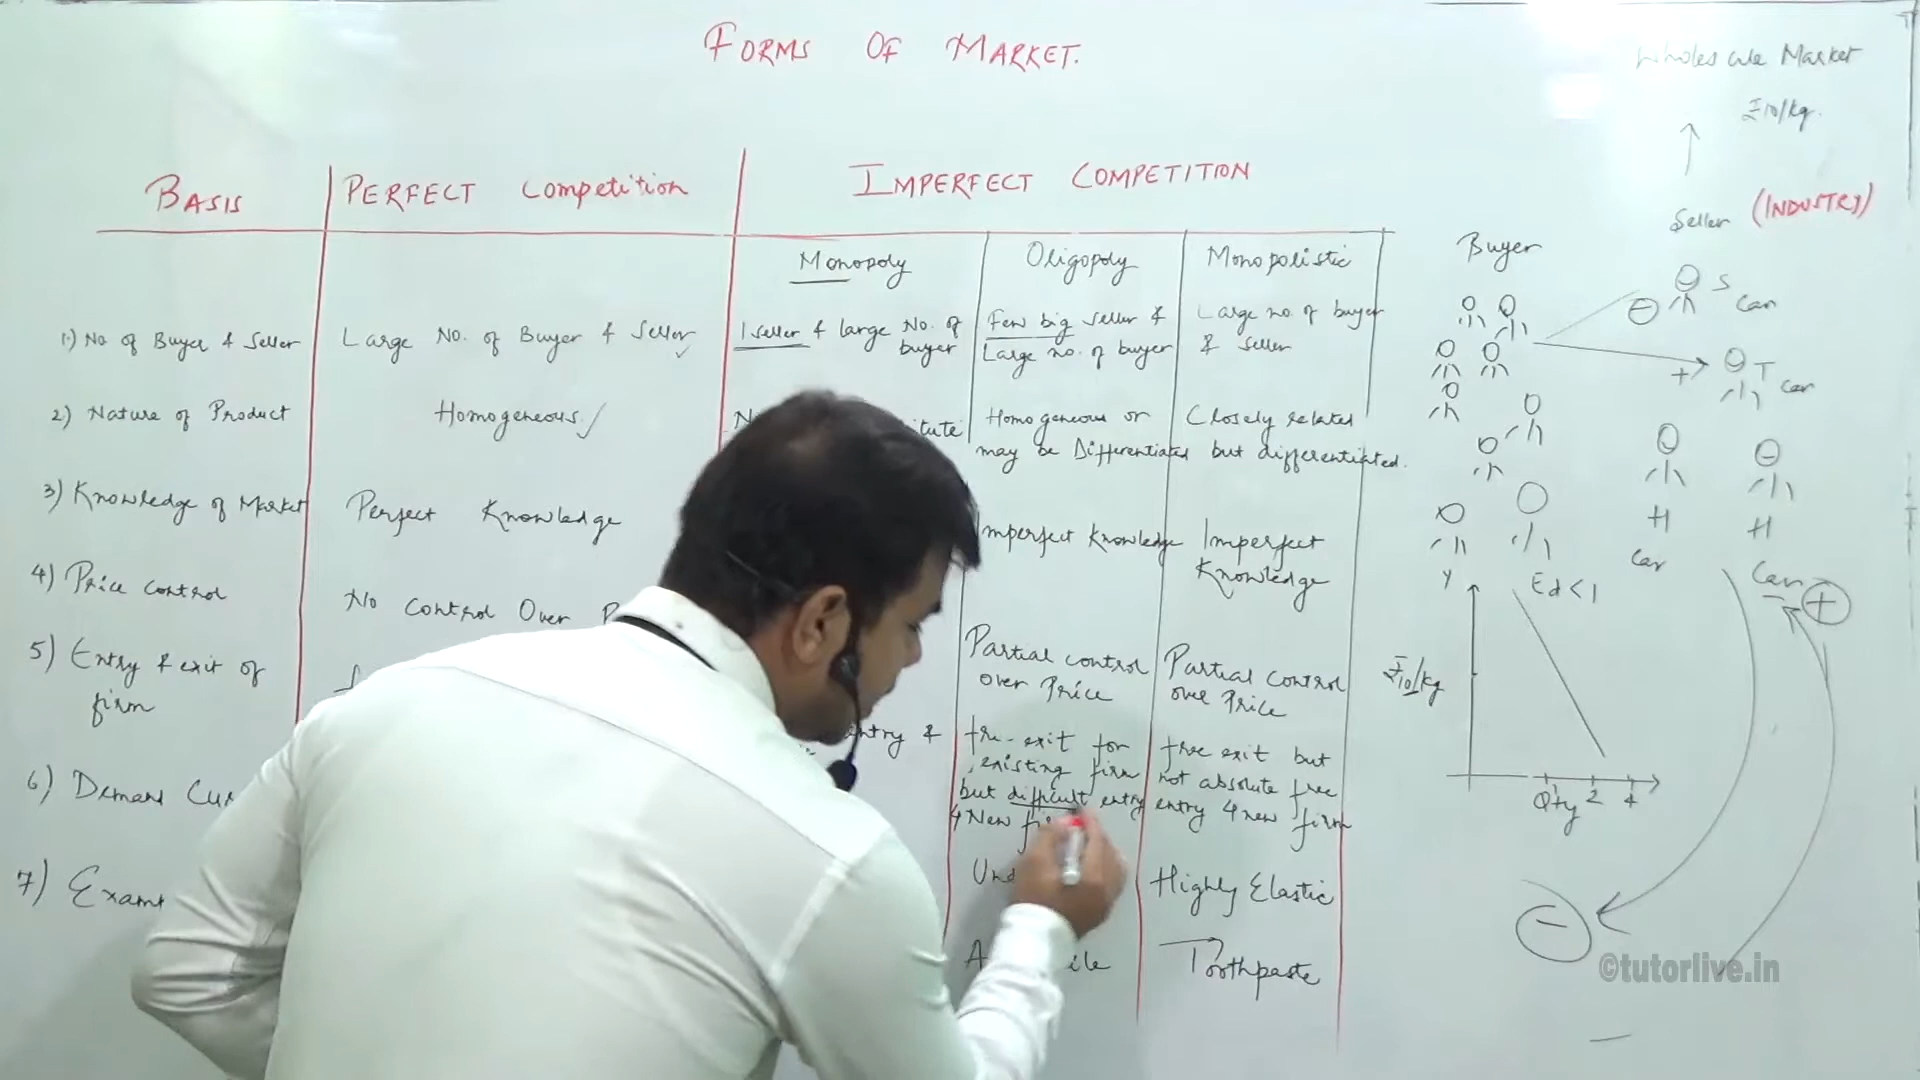 FORMS OF MARKET.
BASIS
PERFECT Competition
IMPERFECT COMPETITION
Monopoly
Oligopoly
Monopolistic
1.) No of Buyer & Seller
Large No. of Buyer & Seller
1 Seller & large No. of
buyer
Few big Seller &
Large no. of buyer
Large no. of buyer
& Seller
2) Nature of Product
Homogeneous.
Homogeneous or
may be Differentiated
Closely related
but differentiated.
3) Knowledge of Market
Perfect Knowledge
Imperfect Knowledge
Imperfect
Knowledge
4) Price control
No control Over
Partial control
over Price
Partial control
over Price
5) Entry & exit of
firm
entry &
exit for
existing firm
but difficult entry
4 New
free exit but
not absolute free
entry 4 new firm
6) Demand
Highly Elastic
7)
Toothpaste
Wholesale Market
₹10/kg.
Seller (INDUSTRY)
Buyer
S
Car
T
Car
+
H
H
Car
Car
+
Y
Ed<1
₹10/kg
Qty 2 4
-
©tutorlive.in